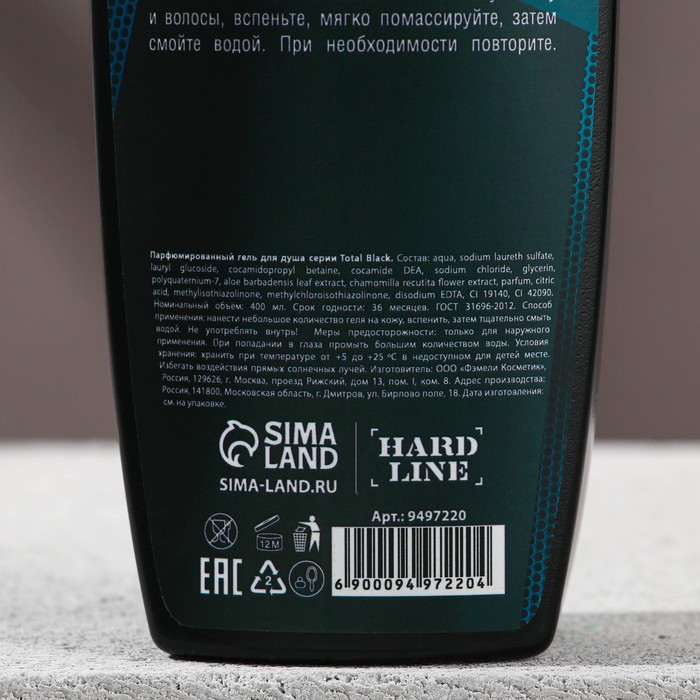 и волосы, вспеньте, мягко помассируйте, затем
смойте водой. При необходимости повторите.
Парфюмированный гель для душа серии Total Black. Состав: aqua, sodium laureth sulfate,
lauryl glucoside, cocamidopropyl betaine, cocamide DEA, sodium chloride, glycerin,
polyquaternium-7, aloe barbadensis leaf extract, chamomilla recutita flower extract, parfum, citric
acid, methylisothiazolinone, methylchloroisothiazolinone, disodium EDTA, CI 19140, CI 42090.
Номинальный объём: 400 мл. Срок годности: 36 месяцев. ГОСТ 31696-2012. Способ
применения: нанести небольшое количества геля на кожу, вспенить, затем тщательно смыть
водой. Не употреблять внутрь! Меры предосторожности: только для наружного
применения. При попадании в глаза промыть большим количеством воды. Условия
хранения: хранить при температуре от +5 до +25 °C в недоступном для детей месте.
Избегать воздействия прямых солнечных лучей. Изготовитель: ООО «Фэмели Косметик»,
Россия, 129626, г. Москва, проезд Рижский, дом 13, пом. I, ком. 8. Адрес производства:
Россия, 141800, Московская область, г. Дмитров, ул. Бирлово поле, 18. Дата изготовления:
см. на упаковке.
SIMA
LAND
SIMA-LAND.RU
HARD
LINE
Арт.: 9497220
12M
EAC
2
6 900094 972204